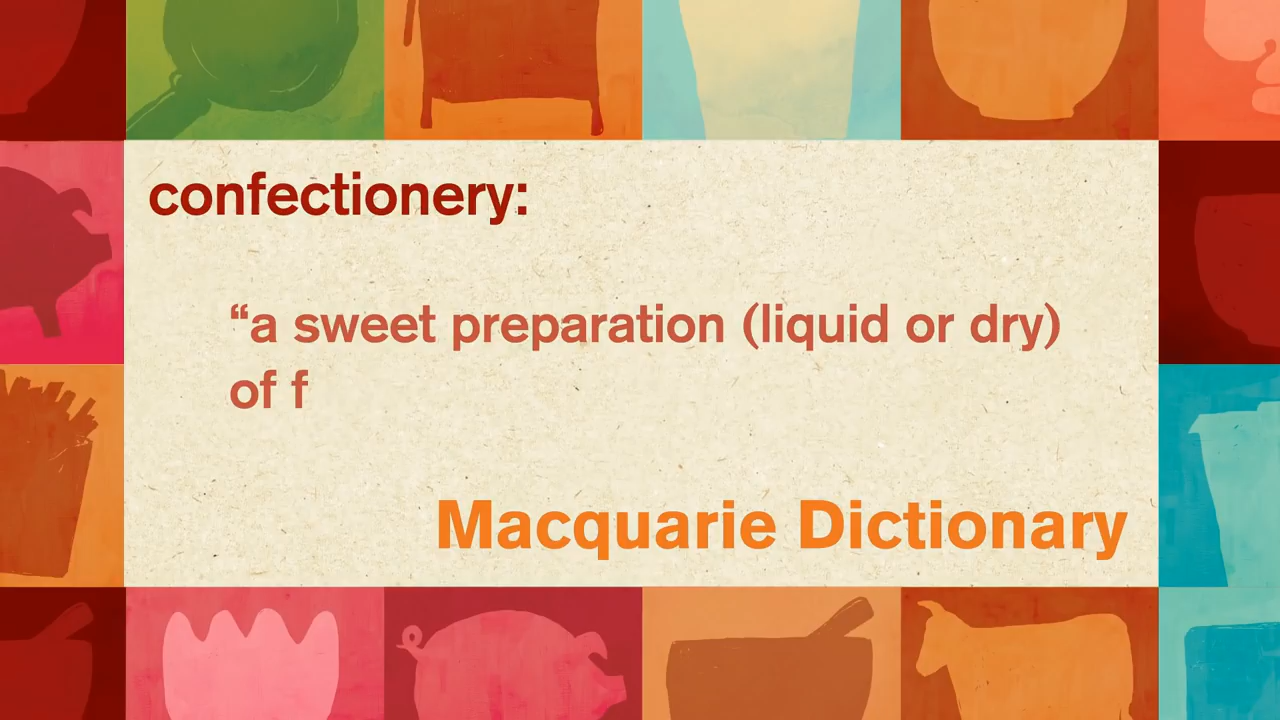 confectionery:
“a sweet preparation (liquid or dry)
of f
Macquarie Dictionary